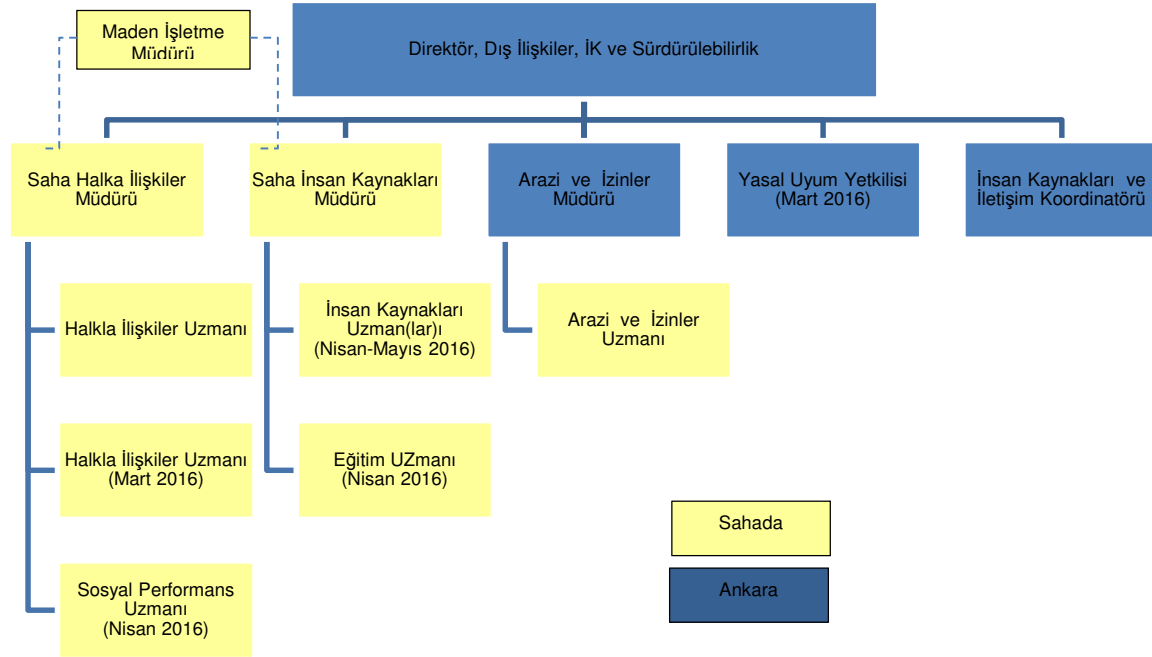 Maden İşletme
Müdürü
Direktör, Dış İlişkiler, İK ve Sürdürülebilirlik
Saha Halka İlişkiler
Müdürü
Saha İnsan Kaynakları
Müdürü
Arazi ve İzinler
Müdürü
Yasal Uyum Yetkilisi
(Mart 2016)
İnsan Kaynakları ve
İletişim Koordinatörü
Halkla İlişkiler Uzmanı
İnsan Kaynakları
Uzman(lar)ı
(Nisan-Mayıs 2016)
Arazi ve İzinler
Uzmanı
Halkla İlişkiler Uzmanı
(Mart 2016)
Eğitim UZmanı
(Nisan 2016)
Sosyal Performans
Uzmanı
(Nisan 2016)
Sahada
Ankara